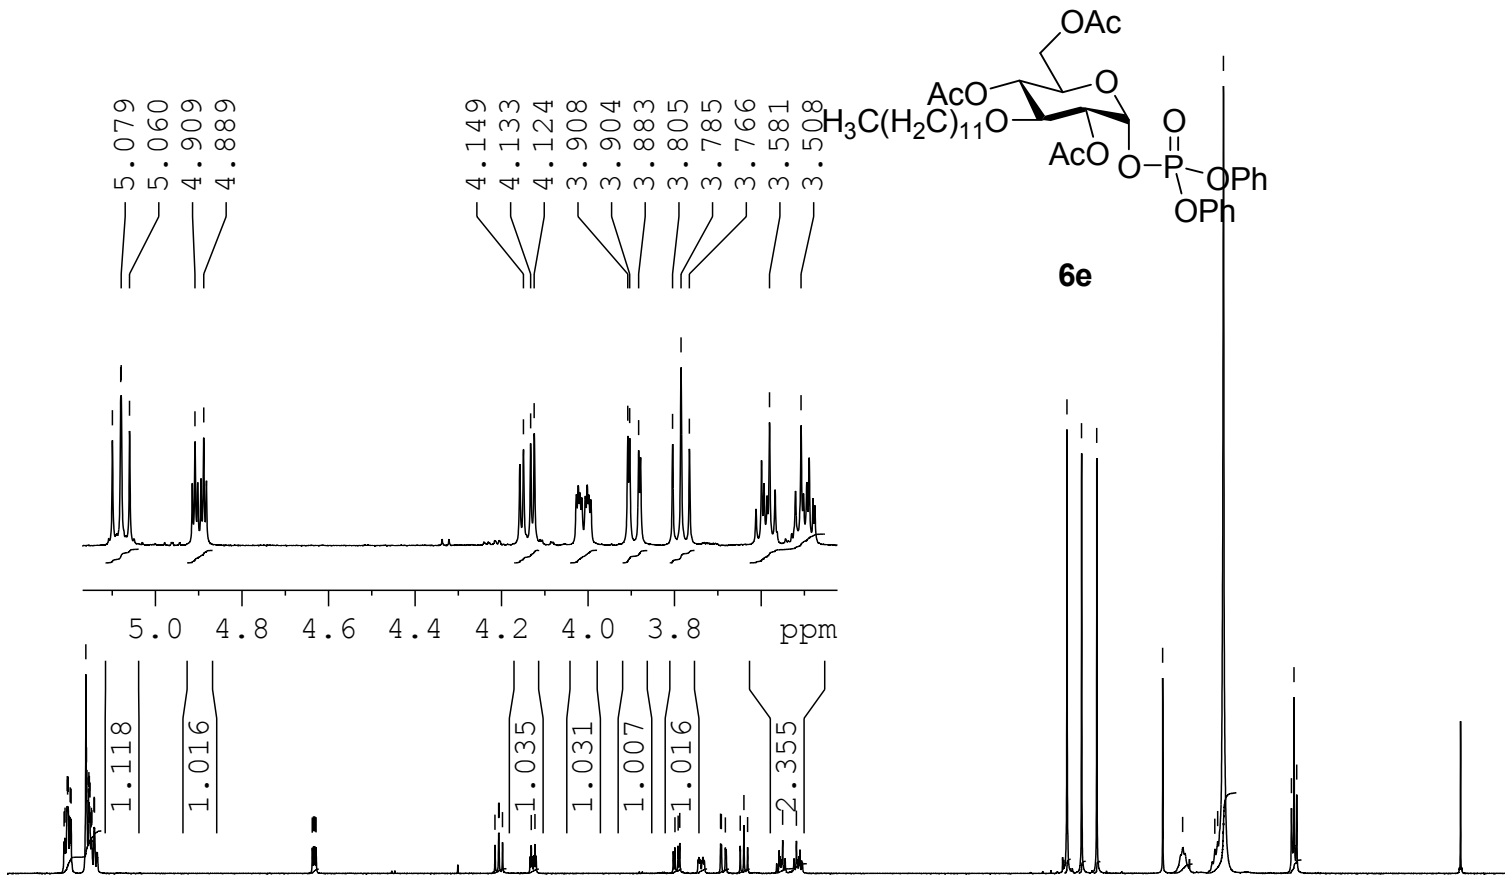 5.079
5.060
4.909
4.889
4.149
4.133
4.124
3.908
3.904
3.883
3.805
3.785
3.766
3.581
3.508
OAc
O
AcO
H3C(H2C)11O
AcO
O
P
O
OPh
OPh
6e
5.0 4.8 4.6 4.4 4.2 4.0 3.8 ppm
1.118
1.016
1.035
1.031
1.007
1.016
2.355